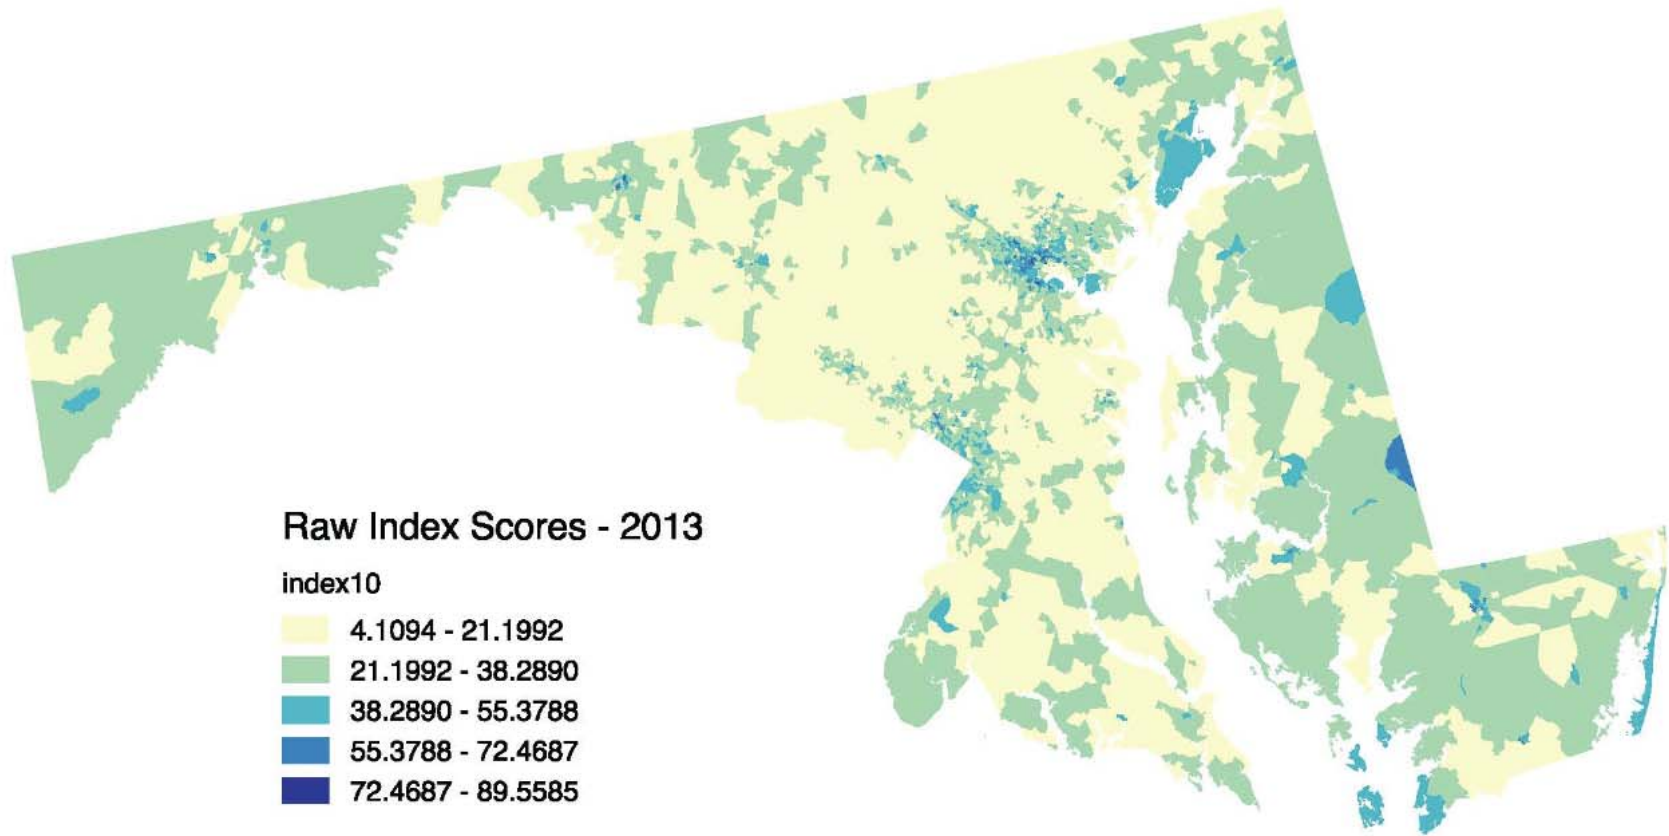 Raw Index Scores - 2013
index10
4.1094 - 21.1992
21.1992 - 38.2890
38.2890 - 55.3788
55.3788 - 72.4687
72.4687 - 89.5585